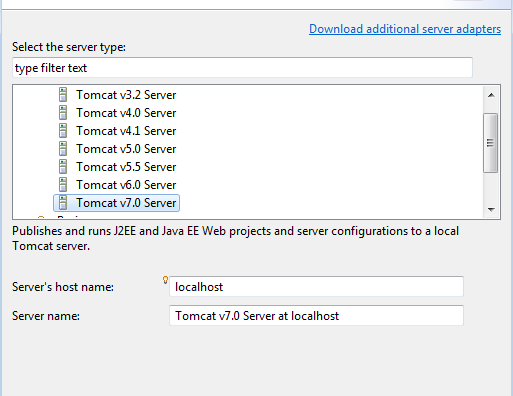 Download additional server adapters
Select the server type:
type filter text
Tomcat v3.2 Server
Tomcat v4.0 Server
Tomcat v4.1 Server
Tomcat v5.0 Server
Tomcat v5.5 Server
Tomcat v6.0 Server
Tomcat v7.0 Server
Publishes and runs J2EE and Java EE Web projects and server configurations to a local
Tomcat server.
Server's host name: localhost
Server name: Tomcat v7.0 Server at localhost